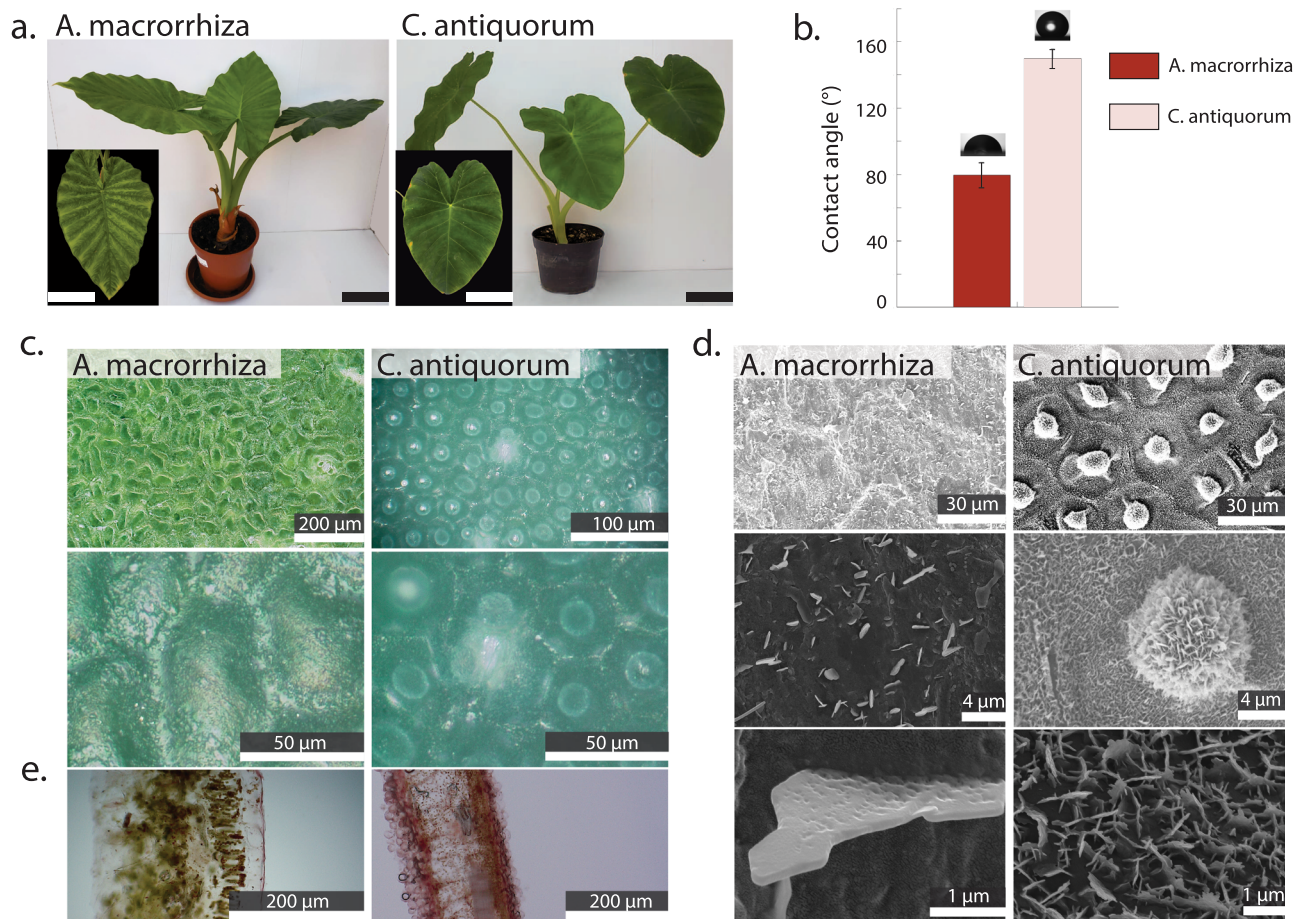 a.
A. macrorrhiza
C. antiquorum
b.
Contact angle (°)
160
120
80
40
0
A. macrorrhiza
C. antiquorum
c.
A. macrorrhiza
C. antiquorum
200 µm
100 µm
50 µm
50 µm
d.
A. macrorrhiza
C. antiquorum
30 µm
30 µm
4 µm
4 µm
1 µm
1 µm
e.
200 µm
200 µm